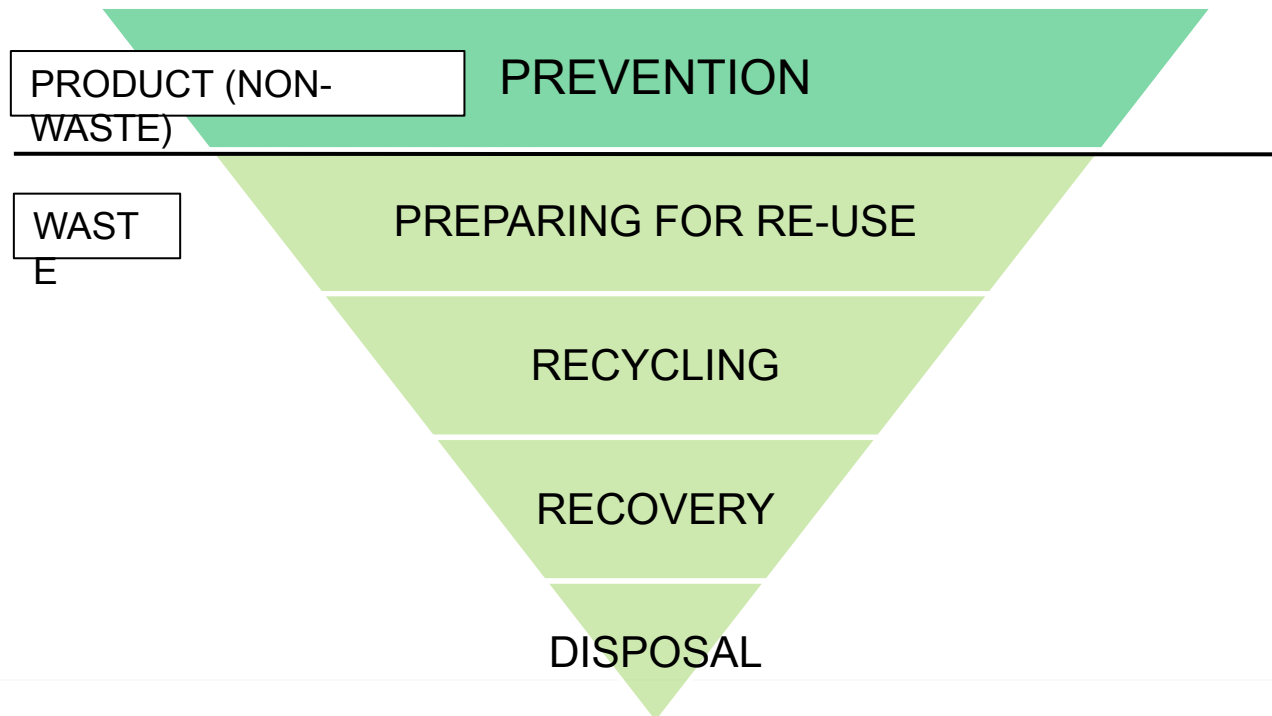 PREVENTION
PRODUCT (NON-
WASTE)
WAST
E
PREPARING FOR RE-USE
RECYCLING
RECOVERY
DISPOSAL